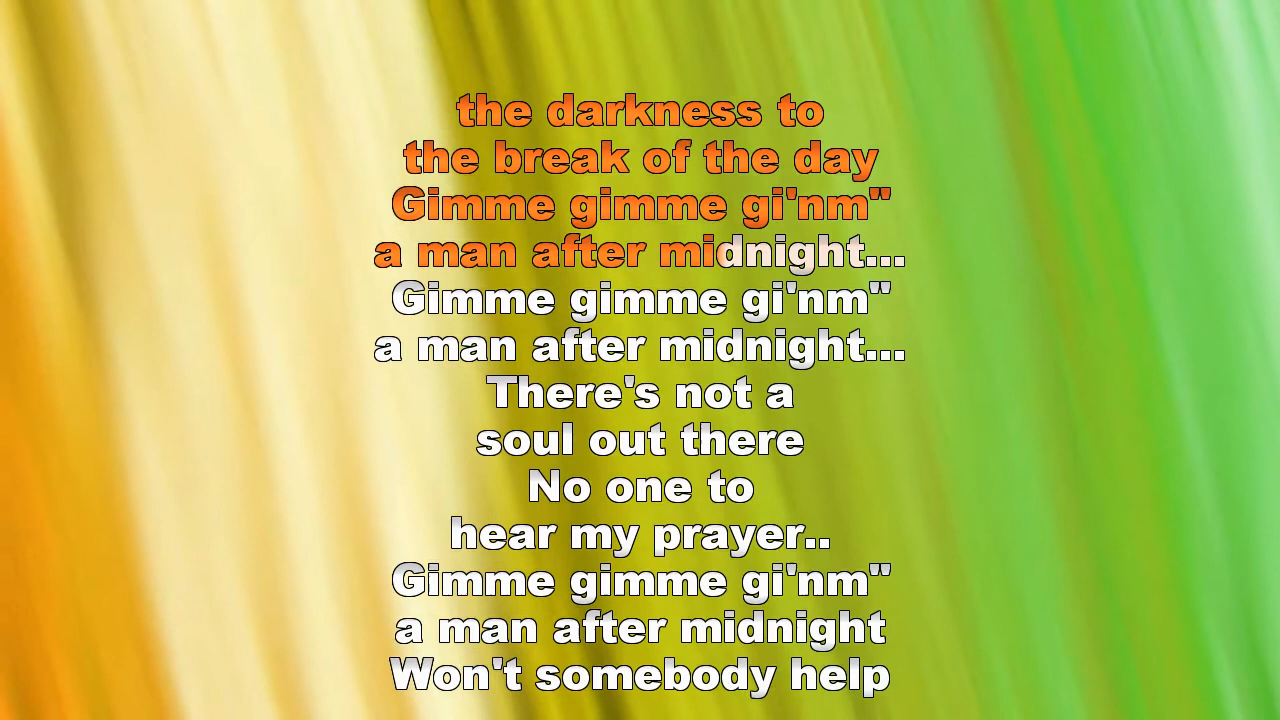 the darkness to
the break of the day
Gimme gimme gi'nm"
a man after midnight...
Gimme gimme gi'nm"
a man after midnight...
There's not a
soul out there
No one to
hear my prayer..
Gimme gimme gi'nm"
a man after midnight
Won't somebody help